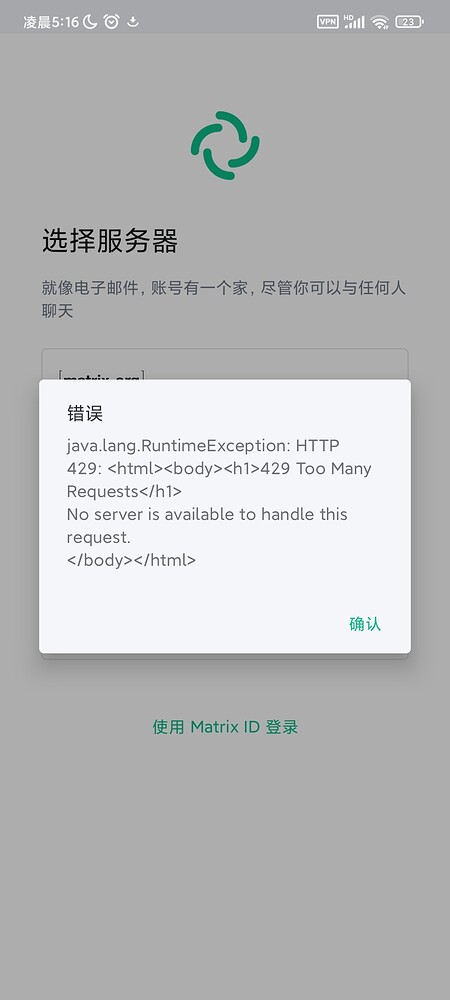 凌晨5:16
VPN HD 23
选择服务器
就像电子邮件，账号有一个家，尽管你可以与任何人
聊天
[matrix.org]
错误
java.lang.RuntimeException: HTTP
429: <html><body><h1>429 Too Many
Requests</h1>
No server is available to handle this
request.
</body></html>
确认
使用 Matrix ID 登录